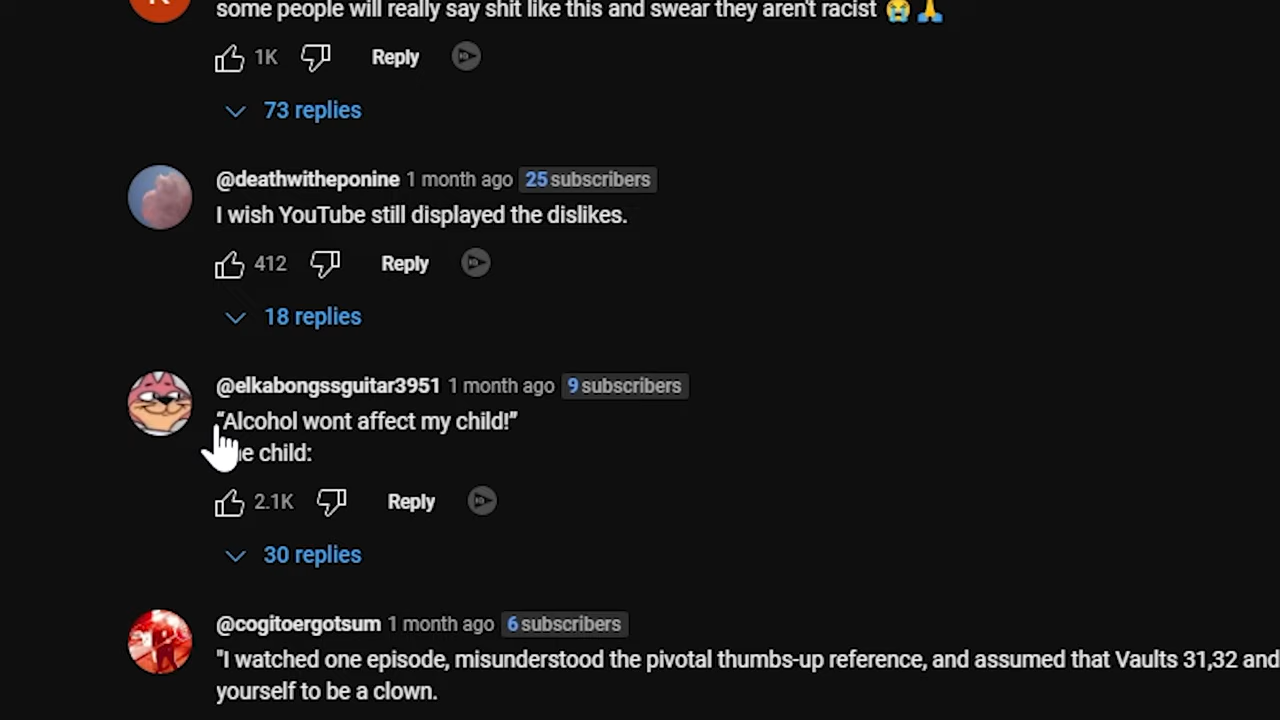 some people will really say shit like this and swear they aren't racist 😭🙏
1K Reply
73 replies
@deathwitheponine 1 month ago 25 subscribers
I wish YouTube still displayed the dislikes.
412 Reply
18 replies
@elkabongssguitar3951 1 month ago 9 subscribers
“Alcohol wont affect my child!”
child:
2.1K Reply
30 replies
@cogitoergotsum 1 month ago 6 subscribers
"I watched one episode, misunderstood the pivotal thumbs-up reference, and assumed that Vaults 31,32 and
yourself to be a clown.